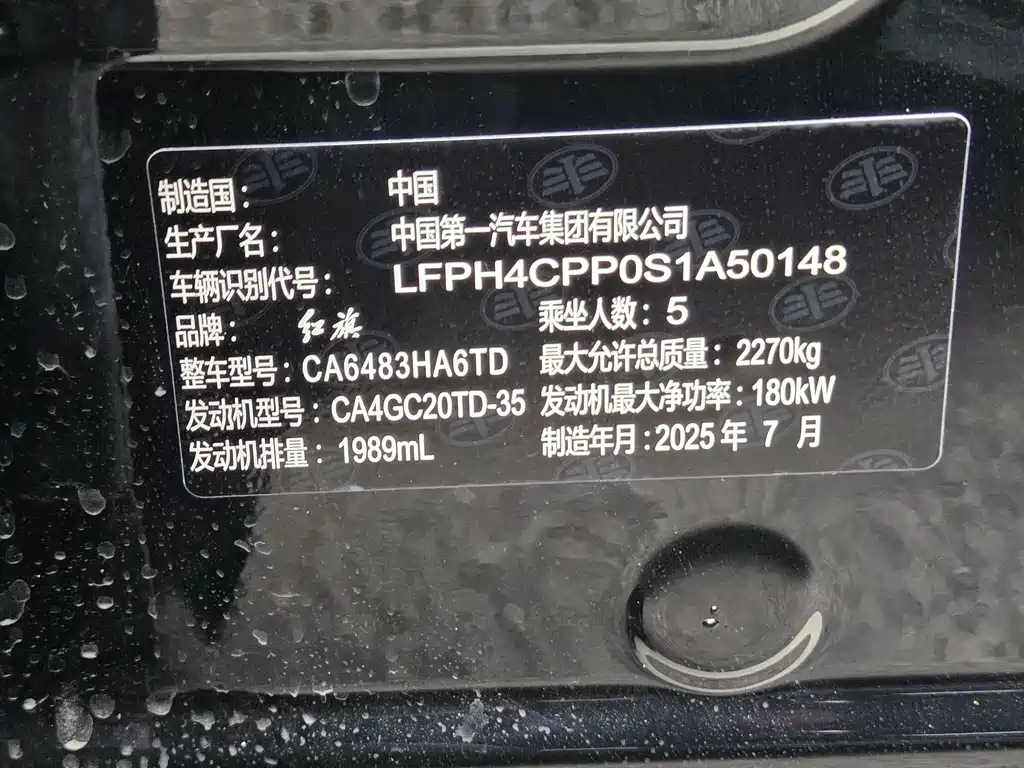 制造国： 中国
生产厂名： 中国第一汽车集团有限公司
车辆识别代号： LFPH4CPP0S1A50148
品牌： 红旗 乘坐人数：5
整车型号：CA6483HA6TD 最大允许总质量：2270kg
发动机型号：CA4GC20TD-35 发动机最大净功率：180kW
发动机排量：1989mL 制造年月：2025年 7 月